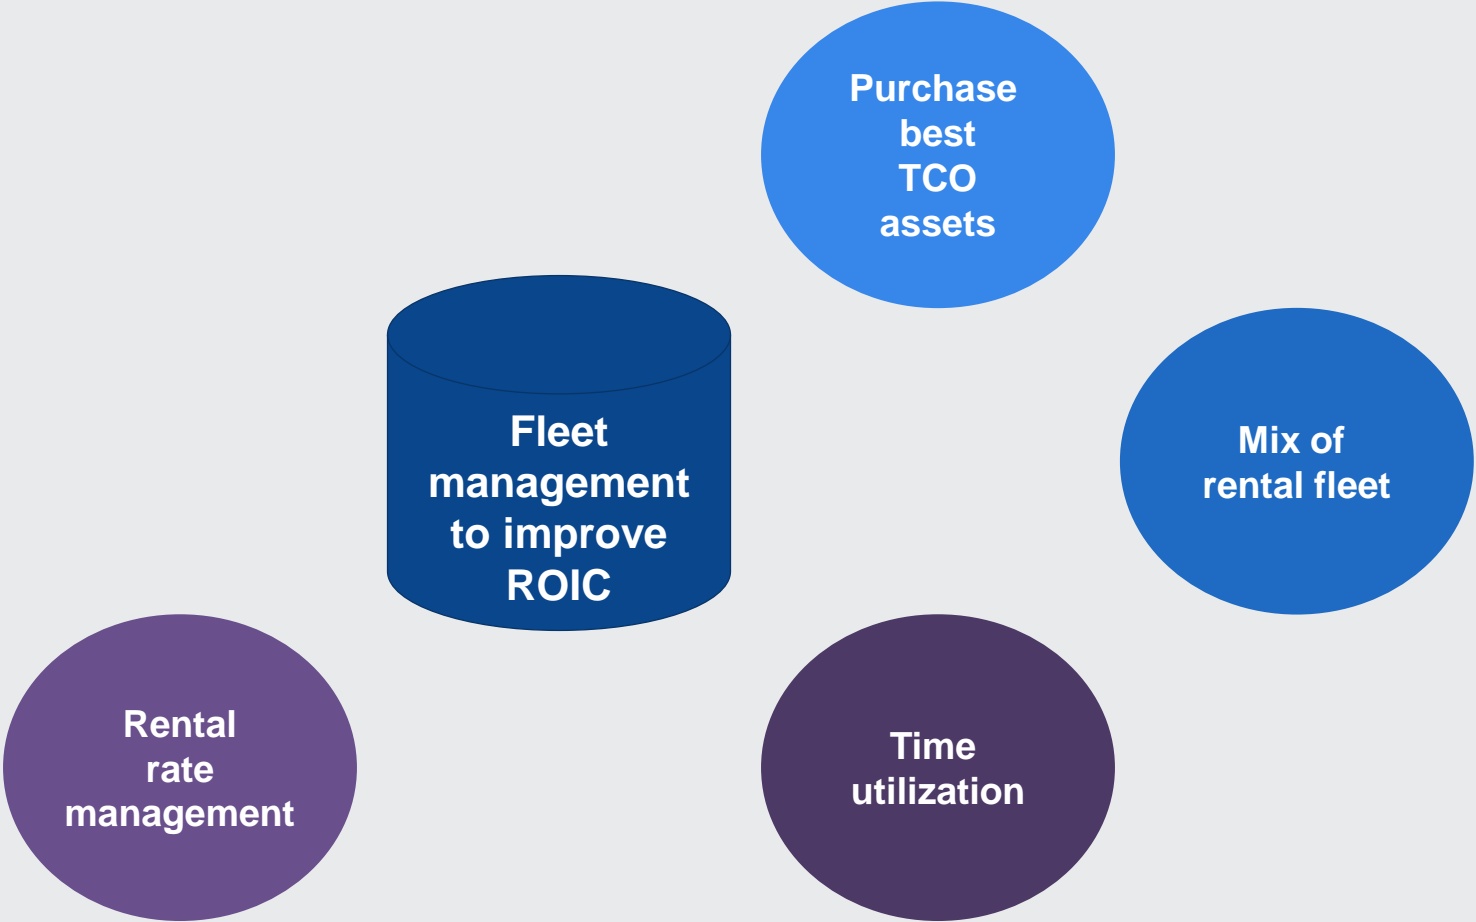 Purchase
best
TCO
assets
Fleet
management
to improve
ROIC
Mix of
rental fleet
Rental
rate
management
Time
utilization